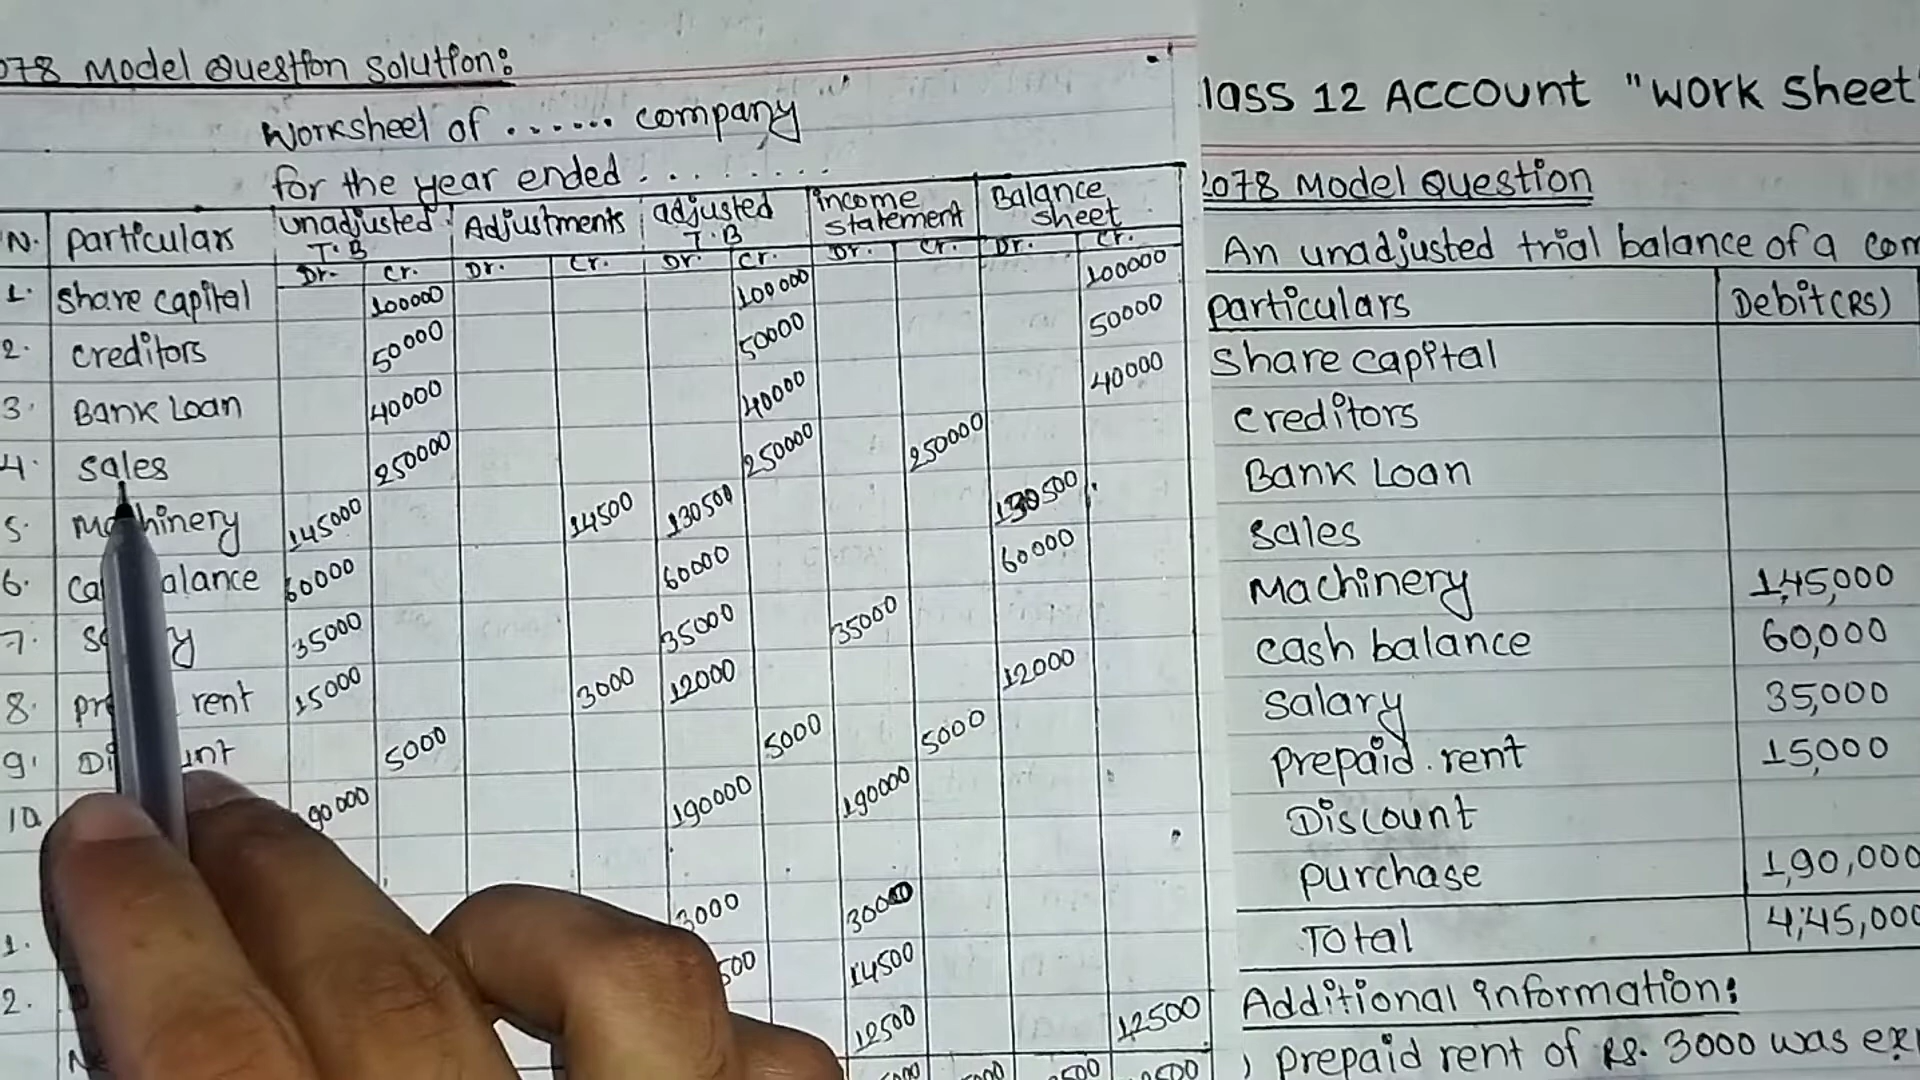 078 Model Question Solution:
Worksheet of ....... company
for the year ended ........
N. particulars unadjusted T.B Adjustments adjusted T.B income statement Balance sheet
Dr. Cr. Dr. Cr. Dr. Cr. Dr. Cr. Dr. Cr.
1. Share capital 100000 100000 100000
2. creditors 50000 50000 50000
3. Bank Loan 40000 40000 40000
4. sales 250000 250000 250000
5. Machinery 145000 14500 130500 130500
6. alance 60000 60000 60000
7. 35000 35000 35000
8. rent 15000 3000 12000 12000
9. 5000 5000 5000
10 90000 190000 190000
1. 3000 3000
2. 500 14500
12500 12500
lass 12 Account "Work Sheet"
2078 Model Question
An unadjusted trial balance of a com
particulars Debit(RS)
Share capital
creditors
Bank Loan
sales
Machinery 1,45,000
cash balance 60,000
Salary 35,000
prepaid.rent 15,000
Discount
purchase 1,90,000
Total 4,45,000
Additional information:
) prepaid rent of Rs. 3000 was ex